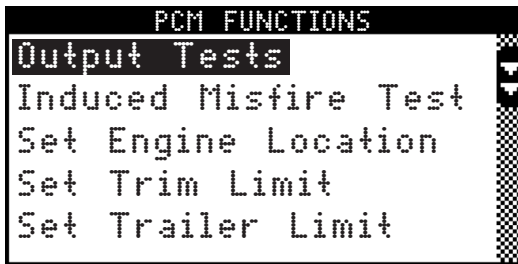 PCM FUNCTIONS
Output Tests
Induced Misfire Test
Set Engine Location
Set Trim Limit
Set Trailer Limit